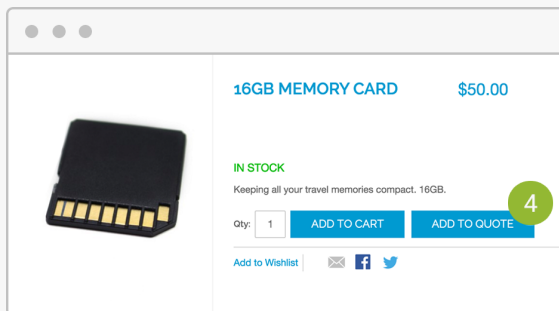 16GB MEMORY CARD $50.00
IN STOCK
Keeping all your travel memories compact. 16GB.
Qty: 1 ADD TO CART ADD TO QUOTE 4
Add to Wishlist